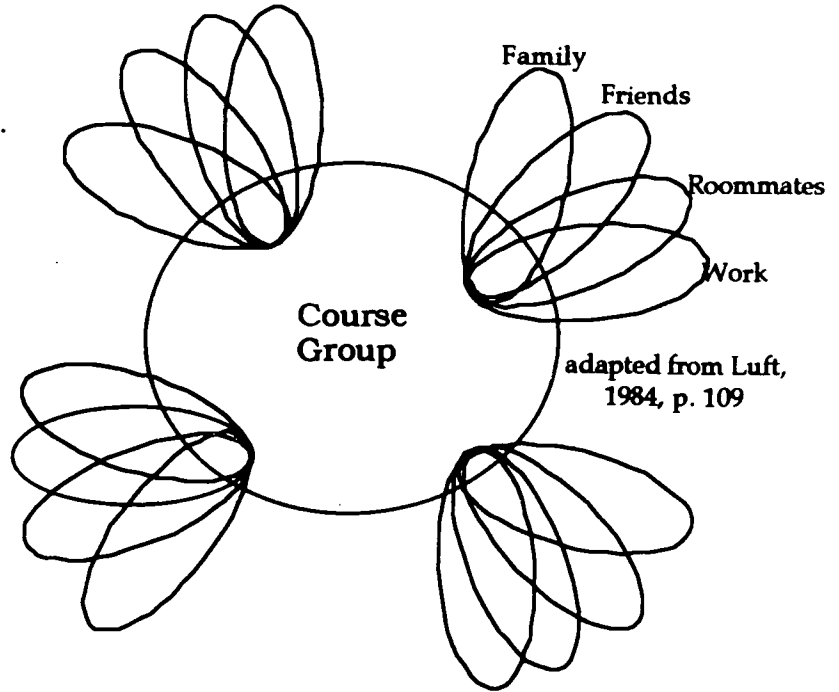 Family
Friends
Roommates
Work
Course
Group
adapted from Luft,
1984, p. 109